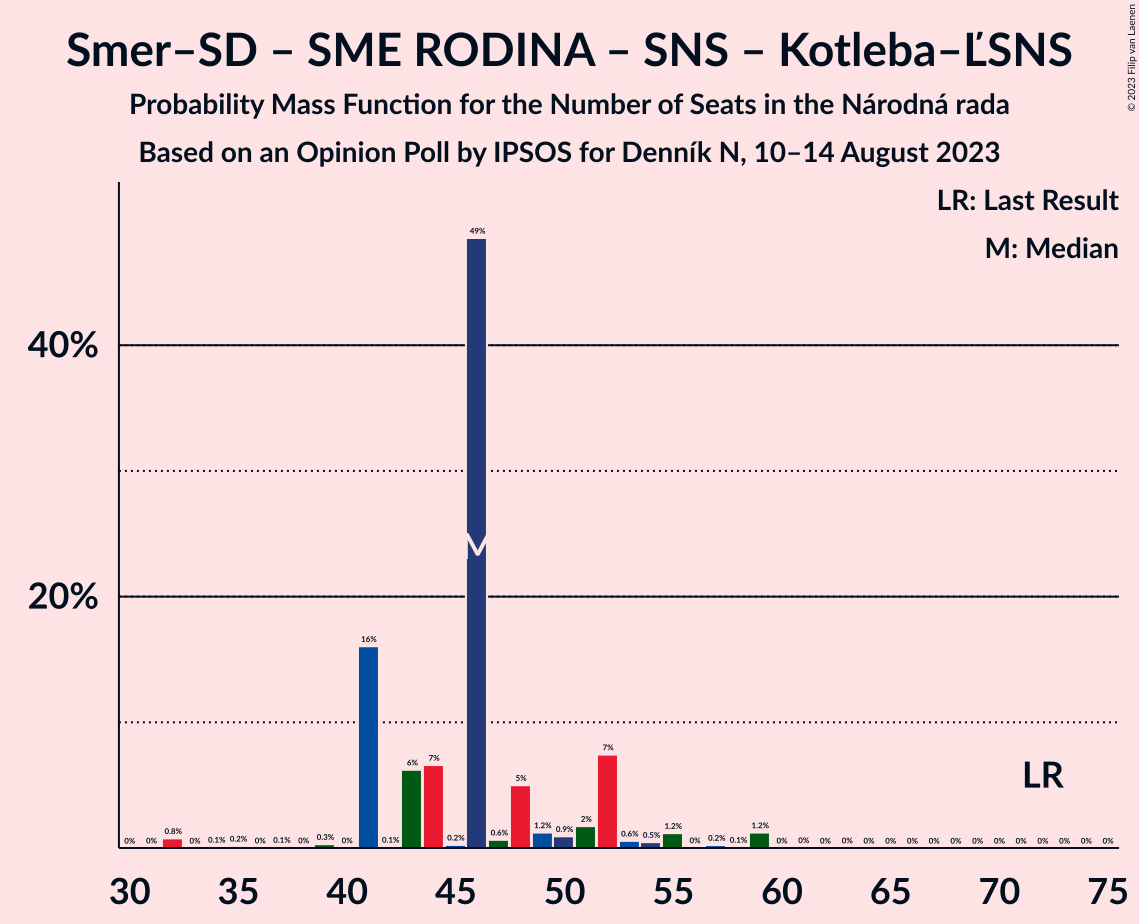 © 2023 Filip van Laenen
Smer–SD – SME RODINA – SNS – Kotleba–ĽSNS
Probability Mass Function for the Number of Seats in the Národná rada
Based on an Opinion Poll by IPSOS for Denník N, 10–14 August 2023
LR: Last Result
M: Median
40%
20%
0% 0% 0.8% 0% 0.1% 0.2% 0% 0.1% 0% 0.3% 0% 16% 0.1% 6% 7% 0.2% 49% 0.6% 5% 1.2% 0.9% 2% 7% 0.6% 0.5% 1.2% 0% 0.2% 0.1% 1.2% 0% 0% 0% 0% 0% 0% 0% 0% 0% 0% 0% 0% 0% 0% 0% 0%
M
LR
30 35 40 45 50 55 60 65 70 75